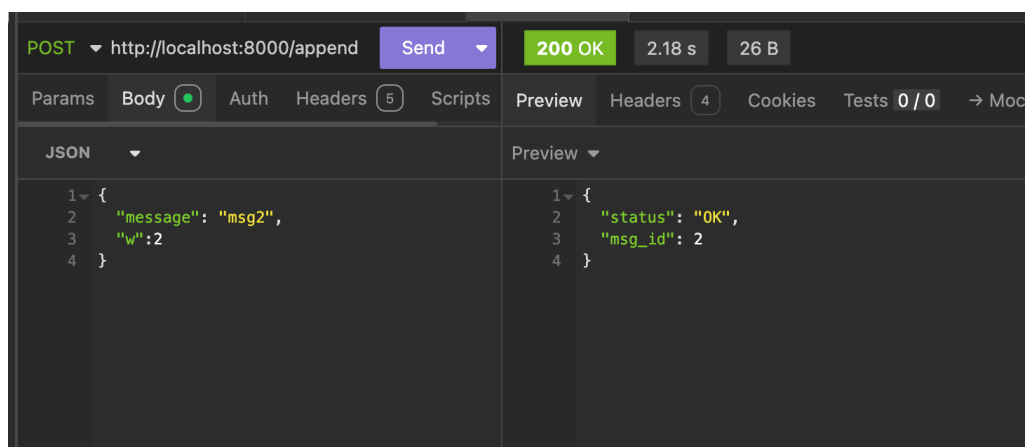 POST http://localhost:8000/append Send
200 OK 2.18 s 26 B
Params Body Auth Headers 5 Scripts
Preview Headers 4 Cookies Tests 0 / 0 → Moc
JSON
Preview
1 {
2 "message": "msg2",
3 "w":2
4 }
1 {
2 "status": "OK",
3 "msg_id": 2
4 }